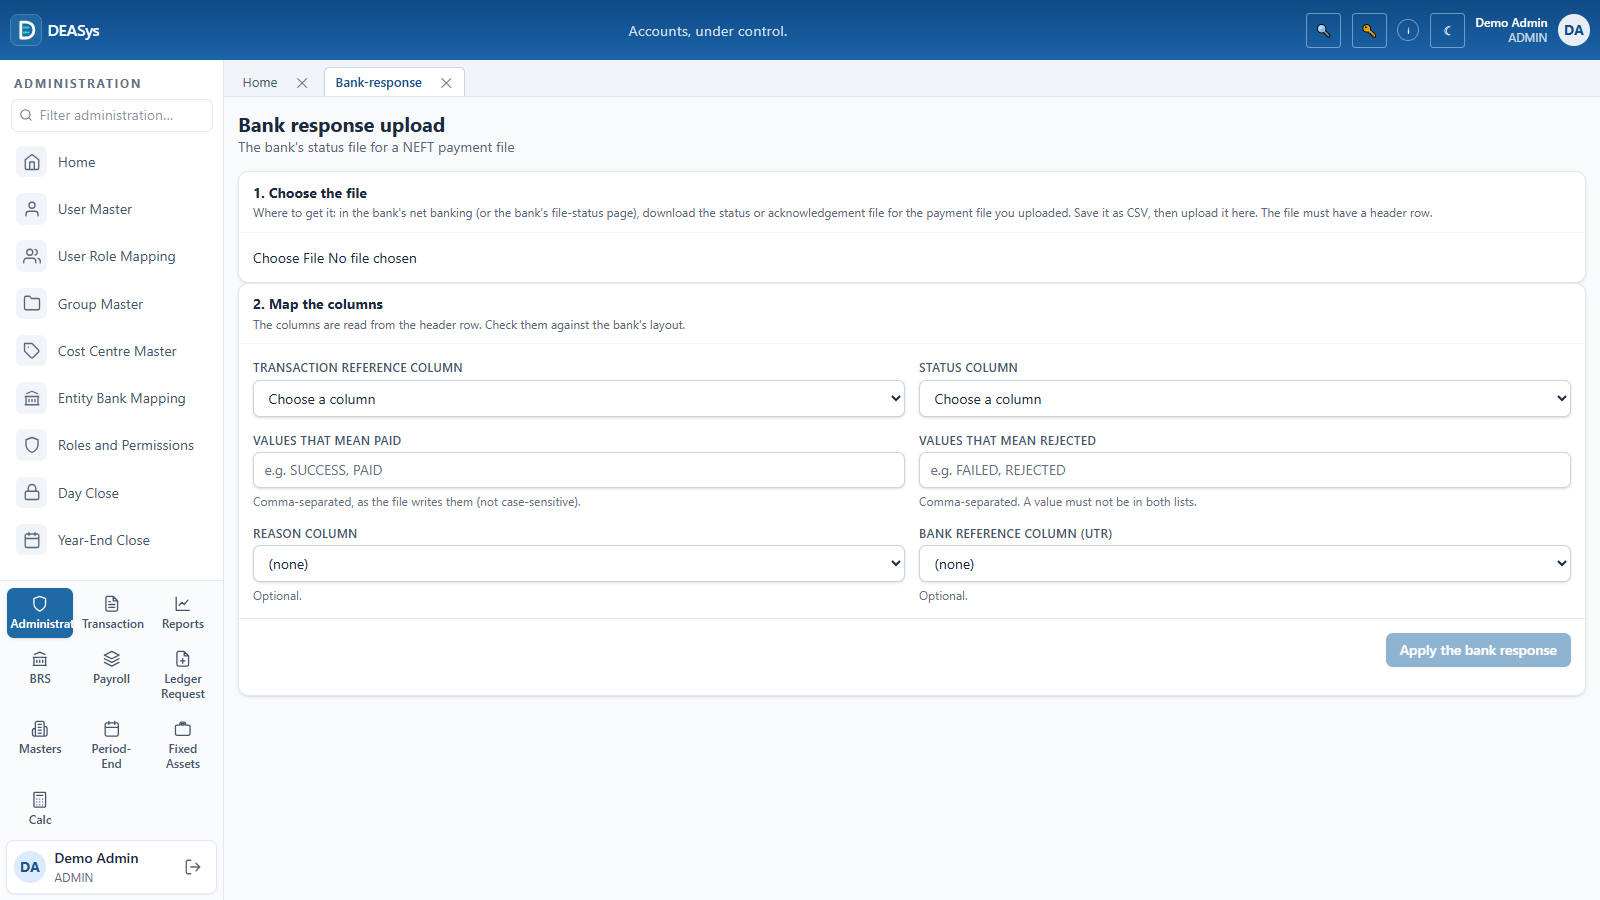 DEASys
Accounts, under control.
Demo Admin
ADMIN
DA
ADMINISTRATION
Filter administration...
Home
User Master
User Role Mapping
Group Master
Cost Centre Master
Entity Bank Mapping
Roles and Permissions
Day Close
Year-End Close
Administrat
Transaction
Reports
BRS
Payroll
Ledger
Request
Masters
Period-
End
Fixed
Assets
Calc
DA
Demo Admin
ADMIN
Home
Bank-response
Bank response upload
The bank's status file for a NEFT payment file
1. Choose the file
Where to get it: in the bank's net banking (or the bank's file-status page), download the status or acknowledgement file for the payment file you uploaded. Save it as CSV, then upload it here. The file must have a header row.
Choose File No file chosen
2. Map the columns
The columns are read from the header row. Check them against the bank's layout.
TRANSACTION REFERENCE COLUMN
Choose a column
STATUS COLUMN
Choose a column
VALUES THAT MEAN PAID
e.g. SUCCESS, PAID
Comma-separated, as the file writes them (not case-sensitive).
VALUES THAT MEAN REJECTED
e.g. FAILED, REJECTED
Comma-separated. A value must not be in both lists.
REASON COLUMN
(none)
Optional.
BANK REFERENCE COLUMN (UTR)
(none)
Optional.
Apply the bank response